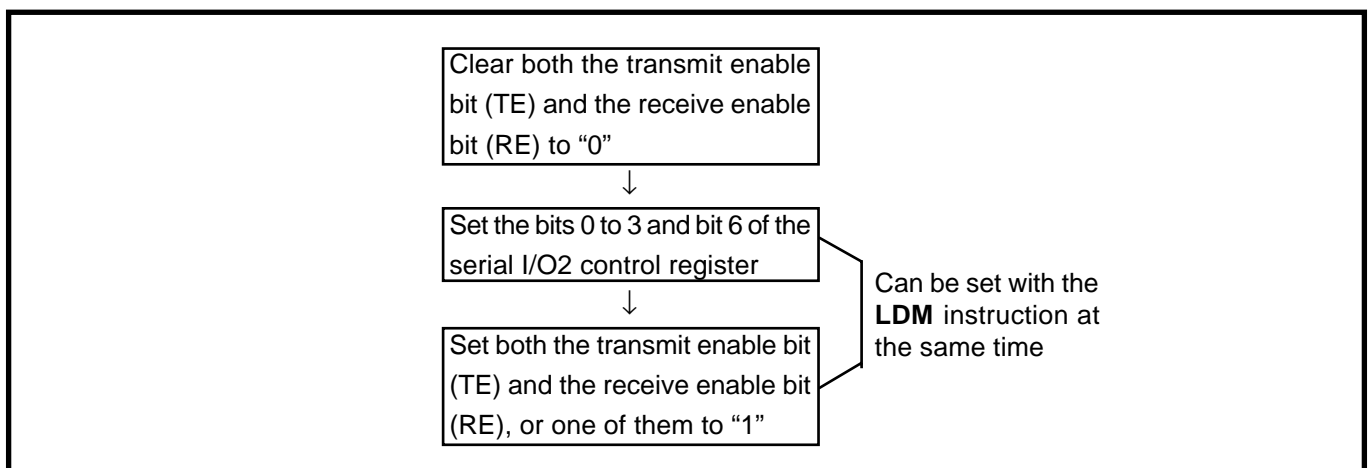 Clear both the transmit enable
bit (TE) and the receive enable
bit (RE) to “0”
↓
Set the bits 0 to 3 and bit 6 of the
serial I/O2 control register
↓
Set both the transmit enable bit
(TE) and the receive enable bit
(RE), or one of them to “1”
Can be set with the
LDM instruction at
the same time